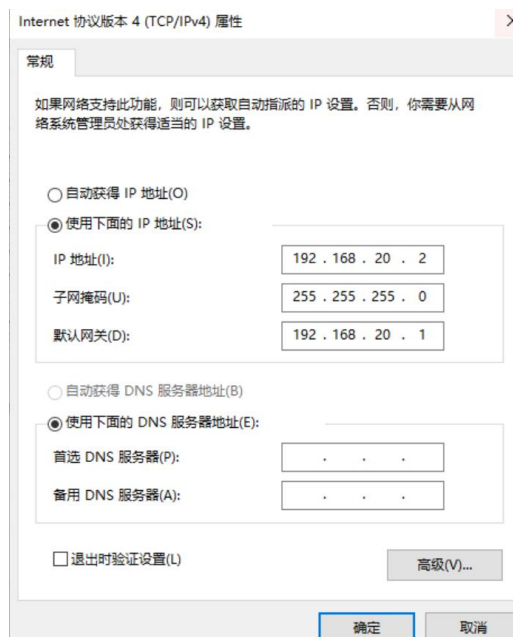 Internet 协议版本 4 (TCP/IPv4) 属性
常规
如果网络支持此功能，则可以获取自动指派的 IP 设置。否则，你需要从网
络系统管理员处获得适当的 IP 设置。
自动获得 IP 地址(O)
使用下面的 IP 地址(S):
IP 地址(I):
192 . 168 . 20 . 2
子网掩码(U):
255 . 255 . 255 . 0
默认网关(D):
192 . 168 . 20 . 1
自动获得 DNS 服务器地址(B)
使用下面的 DNS 服务器地址(E):
首选 DNS 服务器(P):
. . .
备用 DNS 服务器(A):
. . .
退出时验证设置(L)
高级(V)...
确定
取消